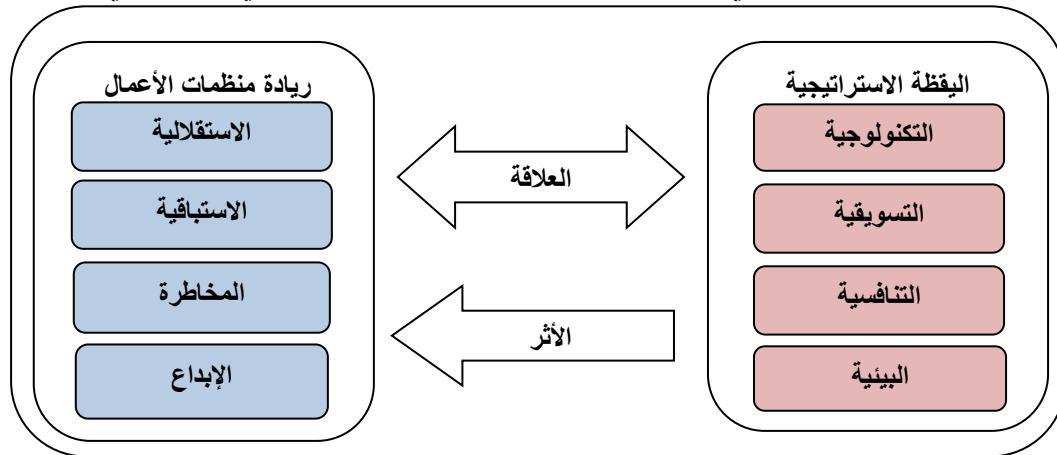 اليقظة الاستراتيجية
التكنولوجية
التسويقية
التنافسية
البيئية
العلاقة
الأثر
ريادة منظمات الأعمال
الاستقلالية
الاستباقية
المخاطرة
الإبداع